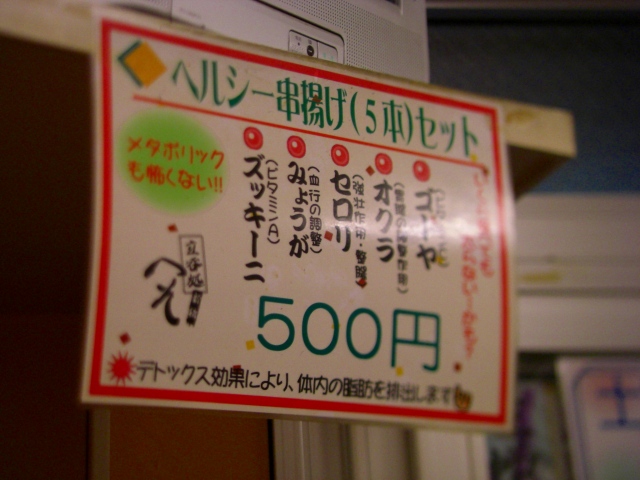 ヘルシー串揚げ(5本)セット
メタボリック
も怖くない!!
ゴーヤ
オクラ
セロリ
(強壮作用・整腸)
みょうが
(血行の調整)
ズッキーニ
(ビタミンA)
へそ
500円
デトックス効果により、体内の脂肪を排出します